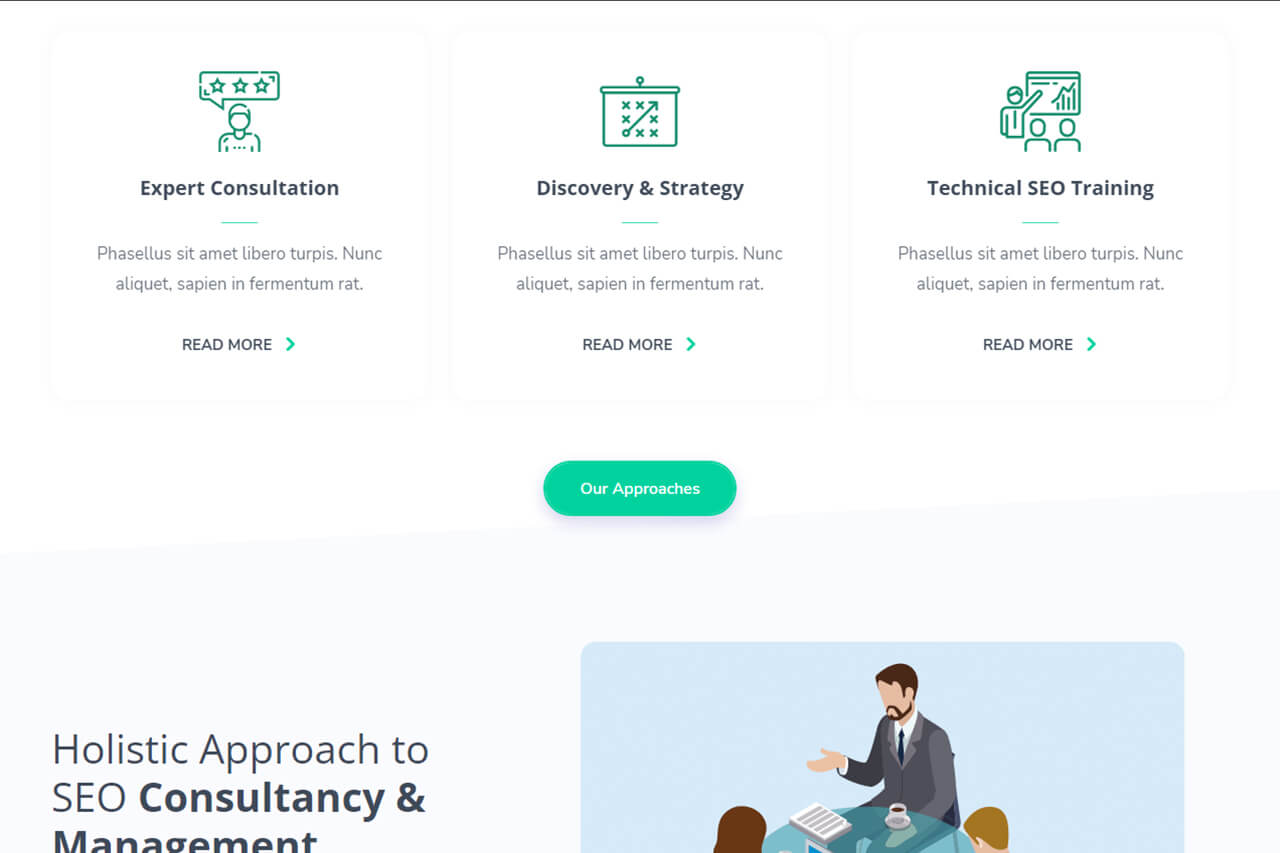 Expert Consultation
Phasellus sit amet libero turpis. Nunc
aliquet, sapien in fermentum rat.
READ MORE
Discovery & Strategy
Phasellus sit amet libero turpis. Nunc
aliquet, sapien in fermentum rat.
READ MORE
Technical SEO Training
Phasellus sit amet libero turpis. Nunc
aliquet, sapien in fermentum rat.
READ MORE
Our Approaches
Holistic Approach to
SEO Consultancy &
Management